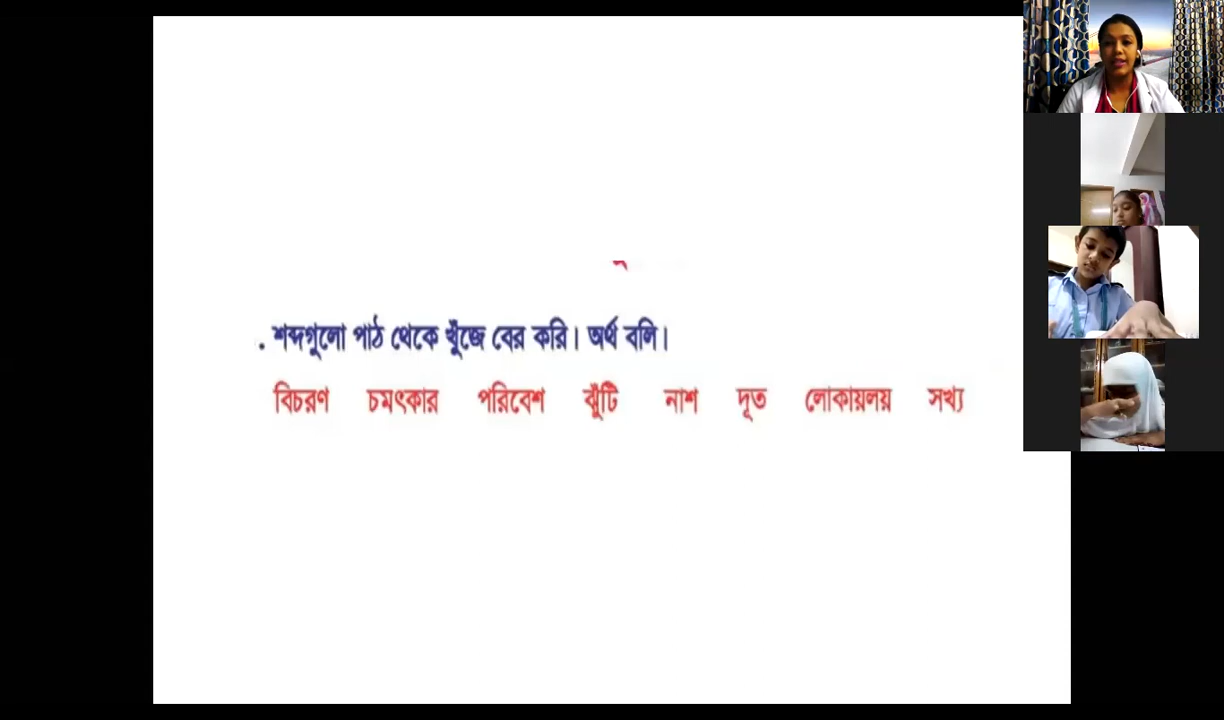 . শব্দগুলো পাঠ থেকে খুঁজে বের করি। অর্থ বলি।
বিচরণ চমৎকার পরিবেশ ঝুঁটি নাশ দূত লোকায়লয় সখ্য